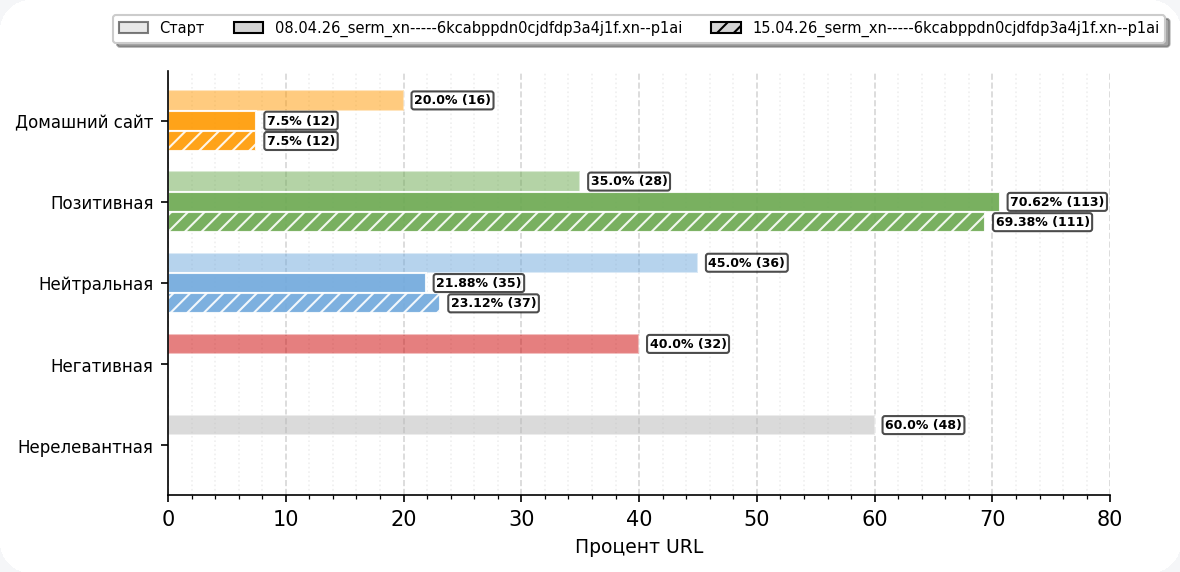 Старт 08.04.26_serm_xn-----6kcabppdn0cjdfdp3a4j1f.xn--p1ai 15.04.26_serm_xn-----6kcabppdn0cjdfdp3a4j1f.xn--p1ai
20.0% (16)
Домашний сайт 7.5% (12)
7.5% (12)
35.0% (28)
Позитивная 70.62% (113)
69.38% (111)
45.0% (36)
Нейтральная 21.88% (35)
23.12% (37)
40.0% (32)
Негативная
60.0% (48)
Нерелевантная
0 10 20 30 40 50 60 70 80
Процент URL